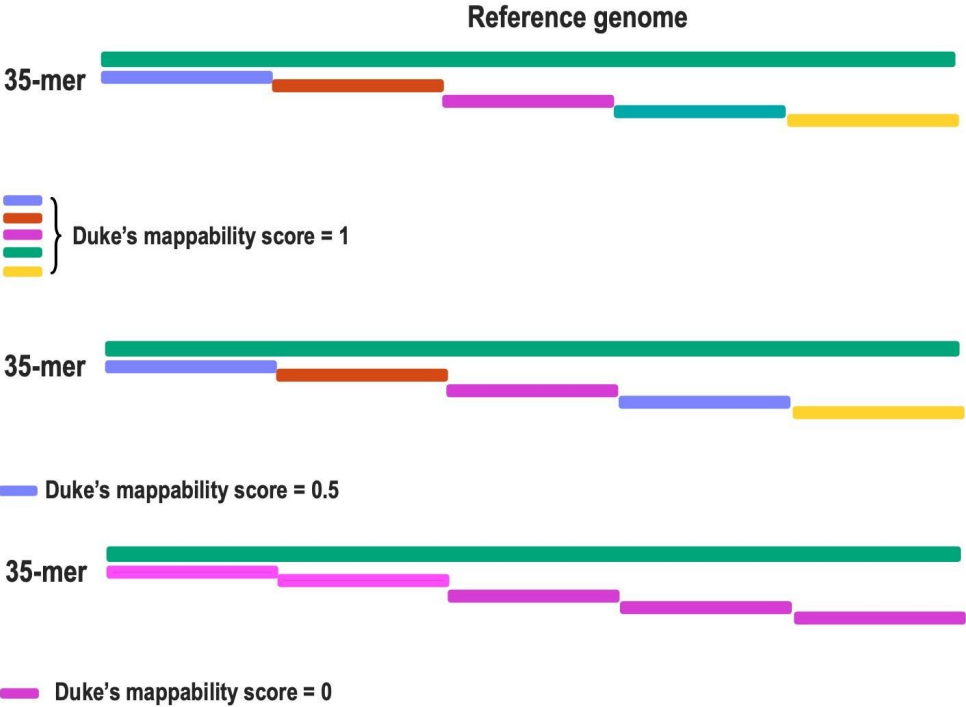 Reference genome
35-mer
Duke’s mappability score = 1
35-mer
Duke’s mappability score = 0.5
35-mer
Duke’s mappability score = 0